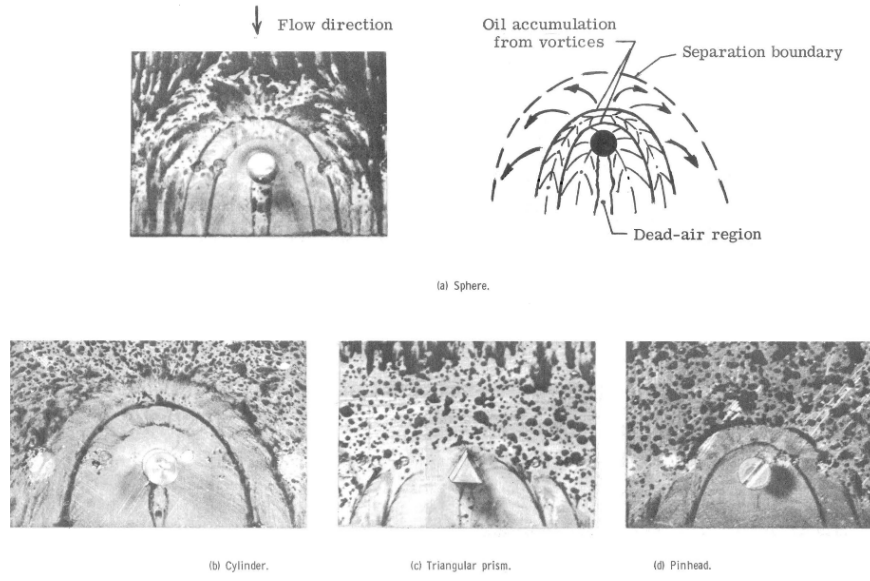 Flow direction
Oil accumulation
from vortices
Separation boundary
Dead-air region
(a) Sphere.
(b) Cylinder.
(c) Triangular prism.
(d) Pinhead.